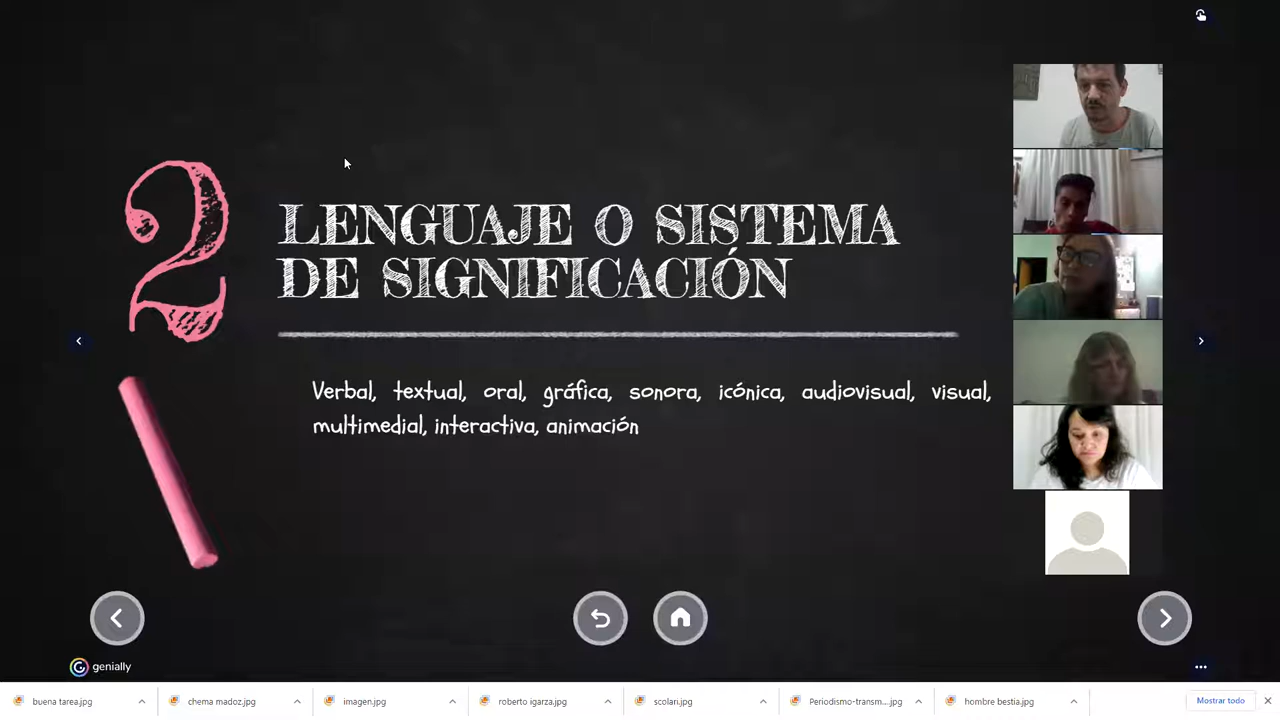 2
LENGUAJE O SISTEMA
DE SIGNIFICACIÓN
Verbal, textual, oral, gráfica, sonora, icónica, audiovisual, visual,
multimedial, interactiva, animación
genially
buena tarea.jpg
chema madoz.jpg
imagen.jpg
roberto igarza.jpg
scolari.jpg
Periodismo-transm....jpg
hombre bestia.jpg
Mostrar todo